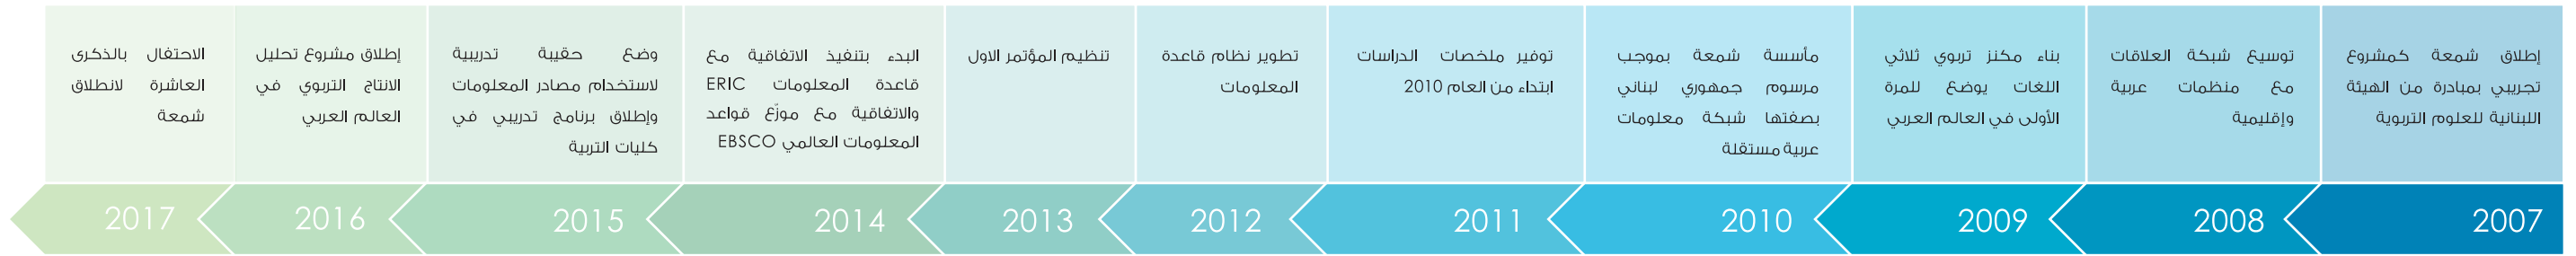 إطلاق شمعة كمشروع
تجريبي بمبادرة من الهيئة
اللبنانية للعلوم التربوية
2007
توسيع شبكة العلاقات
مع منظمات عربية
وإقليمية
2008
بناء مكنز تربوي ثلاثي
اللغات يوضع للمرة
الأولى في العالم العربي
2009
مأسسة شمعة بموجب
مرسوم جمهوري لبناني
بصفتها شبكة معلومات
عربية مستقلة
2010
توفير ملخصات الدراسات
ابتداء من العام 2010
2011
تطوير نظام قاعدة
المعلومات
2012
تنظيم المؤتمر الاول
2013
البدء بتنفيذ الاتفاقية مع
قاعدة المعلومات ERIC
والاتفاقية مع موزّع قواعد
المعلومات العالمي EBSCO
2014
وضع حقيبة تدريبية
لاستخدام مصادر المعلومات
وإطلاق برنامج تدريبي في
كليات التربية
2015
إطلاق مشروع تحليل
الانتاج التربوي في
العالم العربي
2016
الاحتفال بالذكرى
العاشرة لانطلاق
شمعة
2017